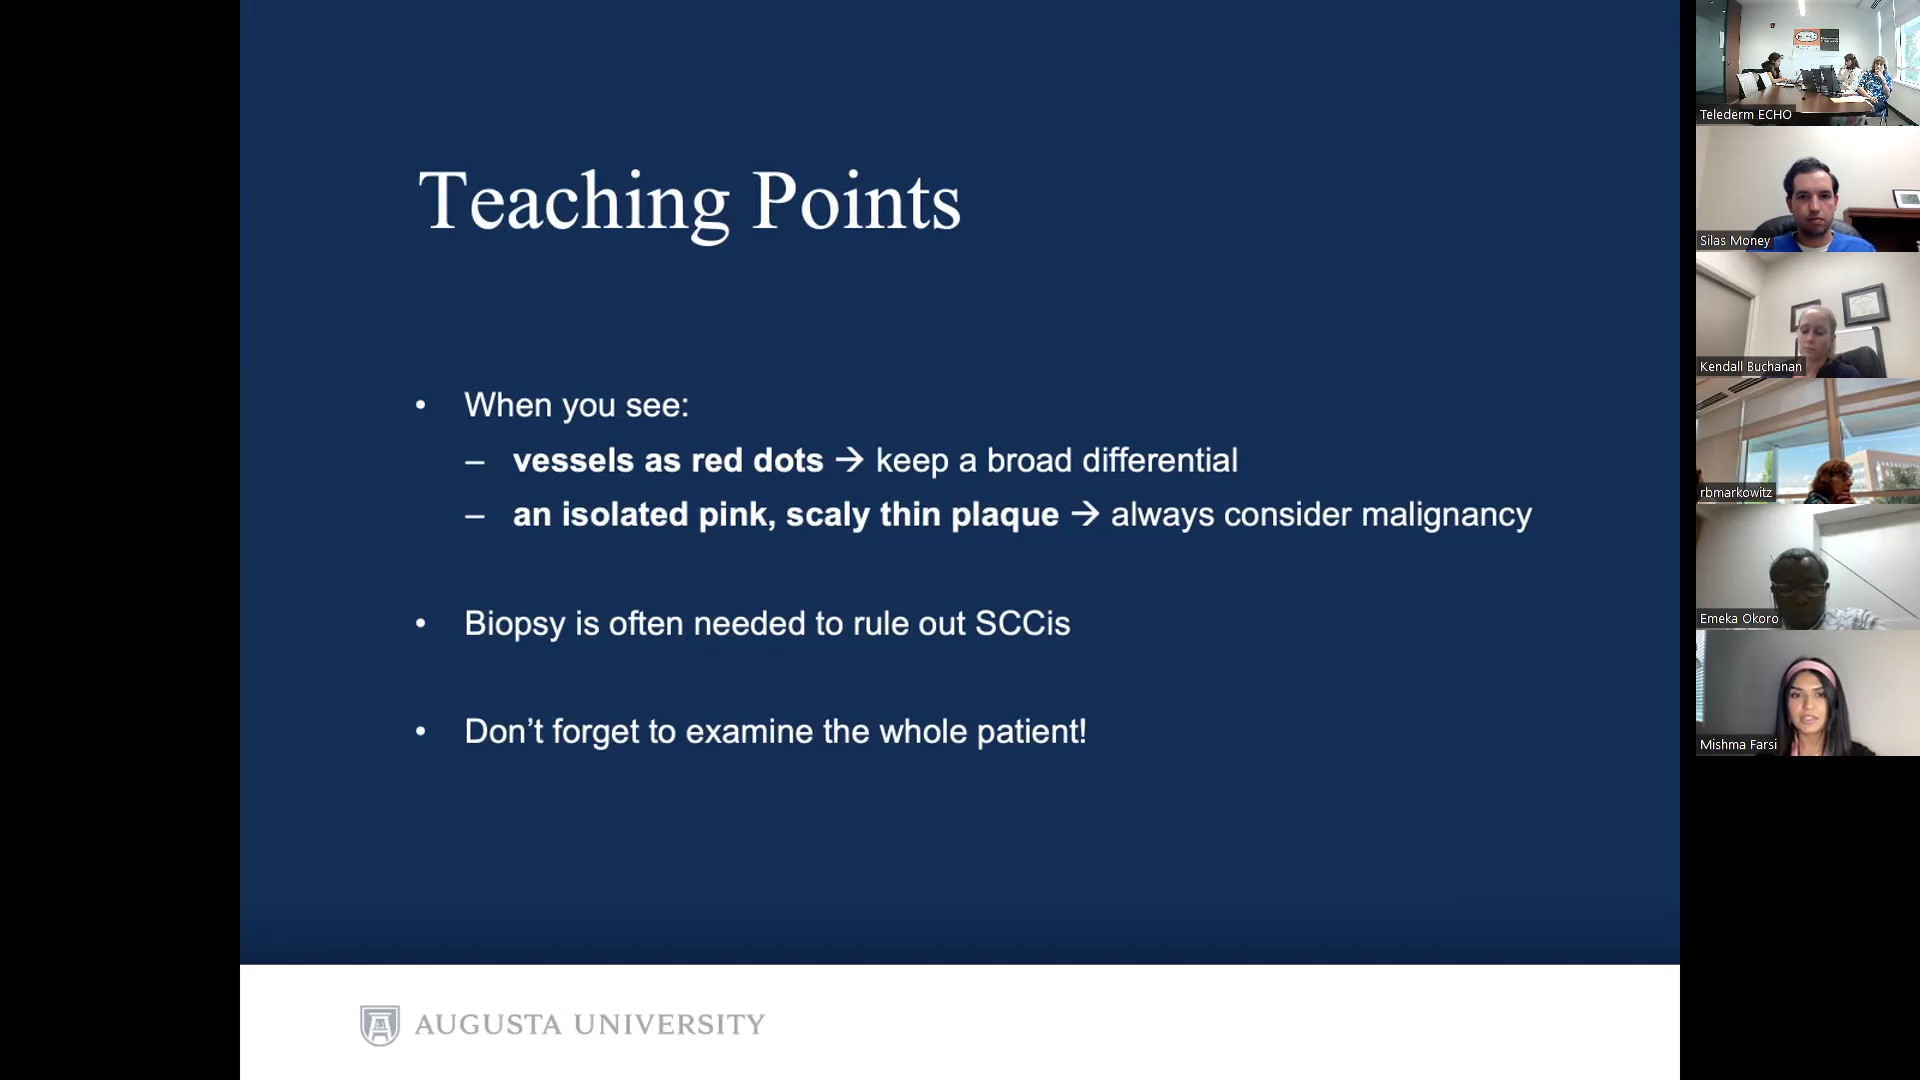 Teaching Points
• When you see:
– vessels as red dots → keep a broad differential
– an isolated pink, scaly thin plaque → always consider malignancy
• Biopsy is often needed to rule out SCCis
• Don’t forget to examine the whole patient!
AUGUSTA UNIVERSITY
Telederm ECHO
Silas Money
Kendall Buchanan
rbmarkowitz
Emeka Okoro
Mishma Farsi